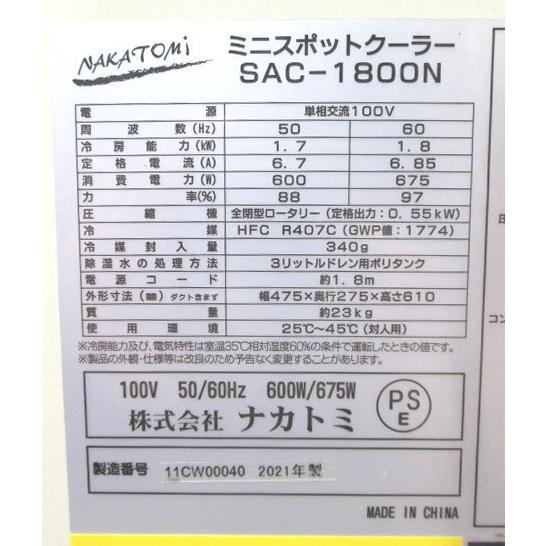 NAKATOMI
ミニスポットクーラー
SAC-1800N
電源 単相交流100V
周波数(Hz) 50 60
冷房能力(kW) 1.7 1.8
定格電流(A) 6.7 6.85
消費電力(W) 600 675
力率(%) 88 97
圧縮機 全閉型ロータリー(定格出力:0.55kW)
冷媒 HFC R407C(GWP値:1774)
冷媒封入量 340g
除湿水の処理方法 3リットルドレン用ポリタンク
電源コード 約1.8m
外形寸法(㎜)ダクト含まず 幅475×奥行275×高さ610
質量 約23kg
使用環境 25℃~45℃(対人用)
※冷房能力及び、電気特性は室温35℃相対湿度60%の条件で運転したときの値です。
※製品の外観・仕様等は改良のため予告なく変更することがあります。
100V 50/60Hz 600W/675W
株式会社 ナカトミ
PS
E
製造番号 11CW00040 2021年製
MADE IN CHINA
圧
コン